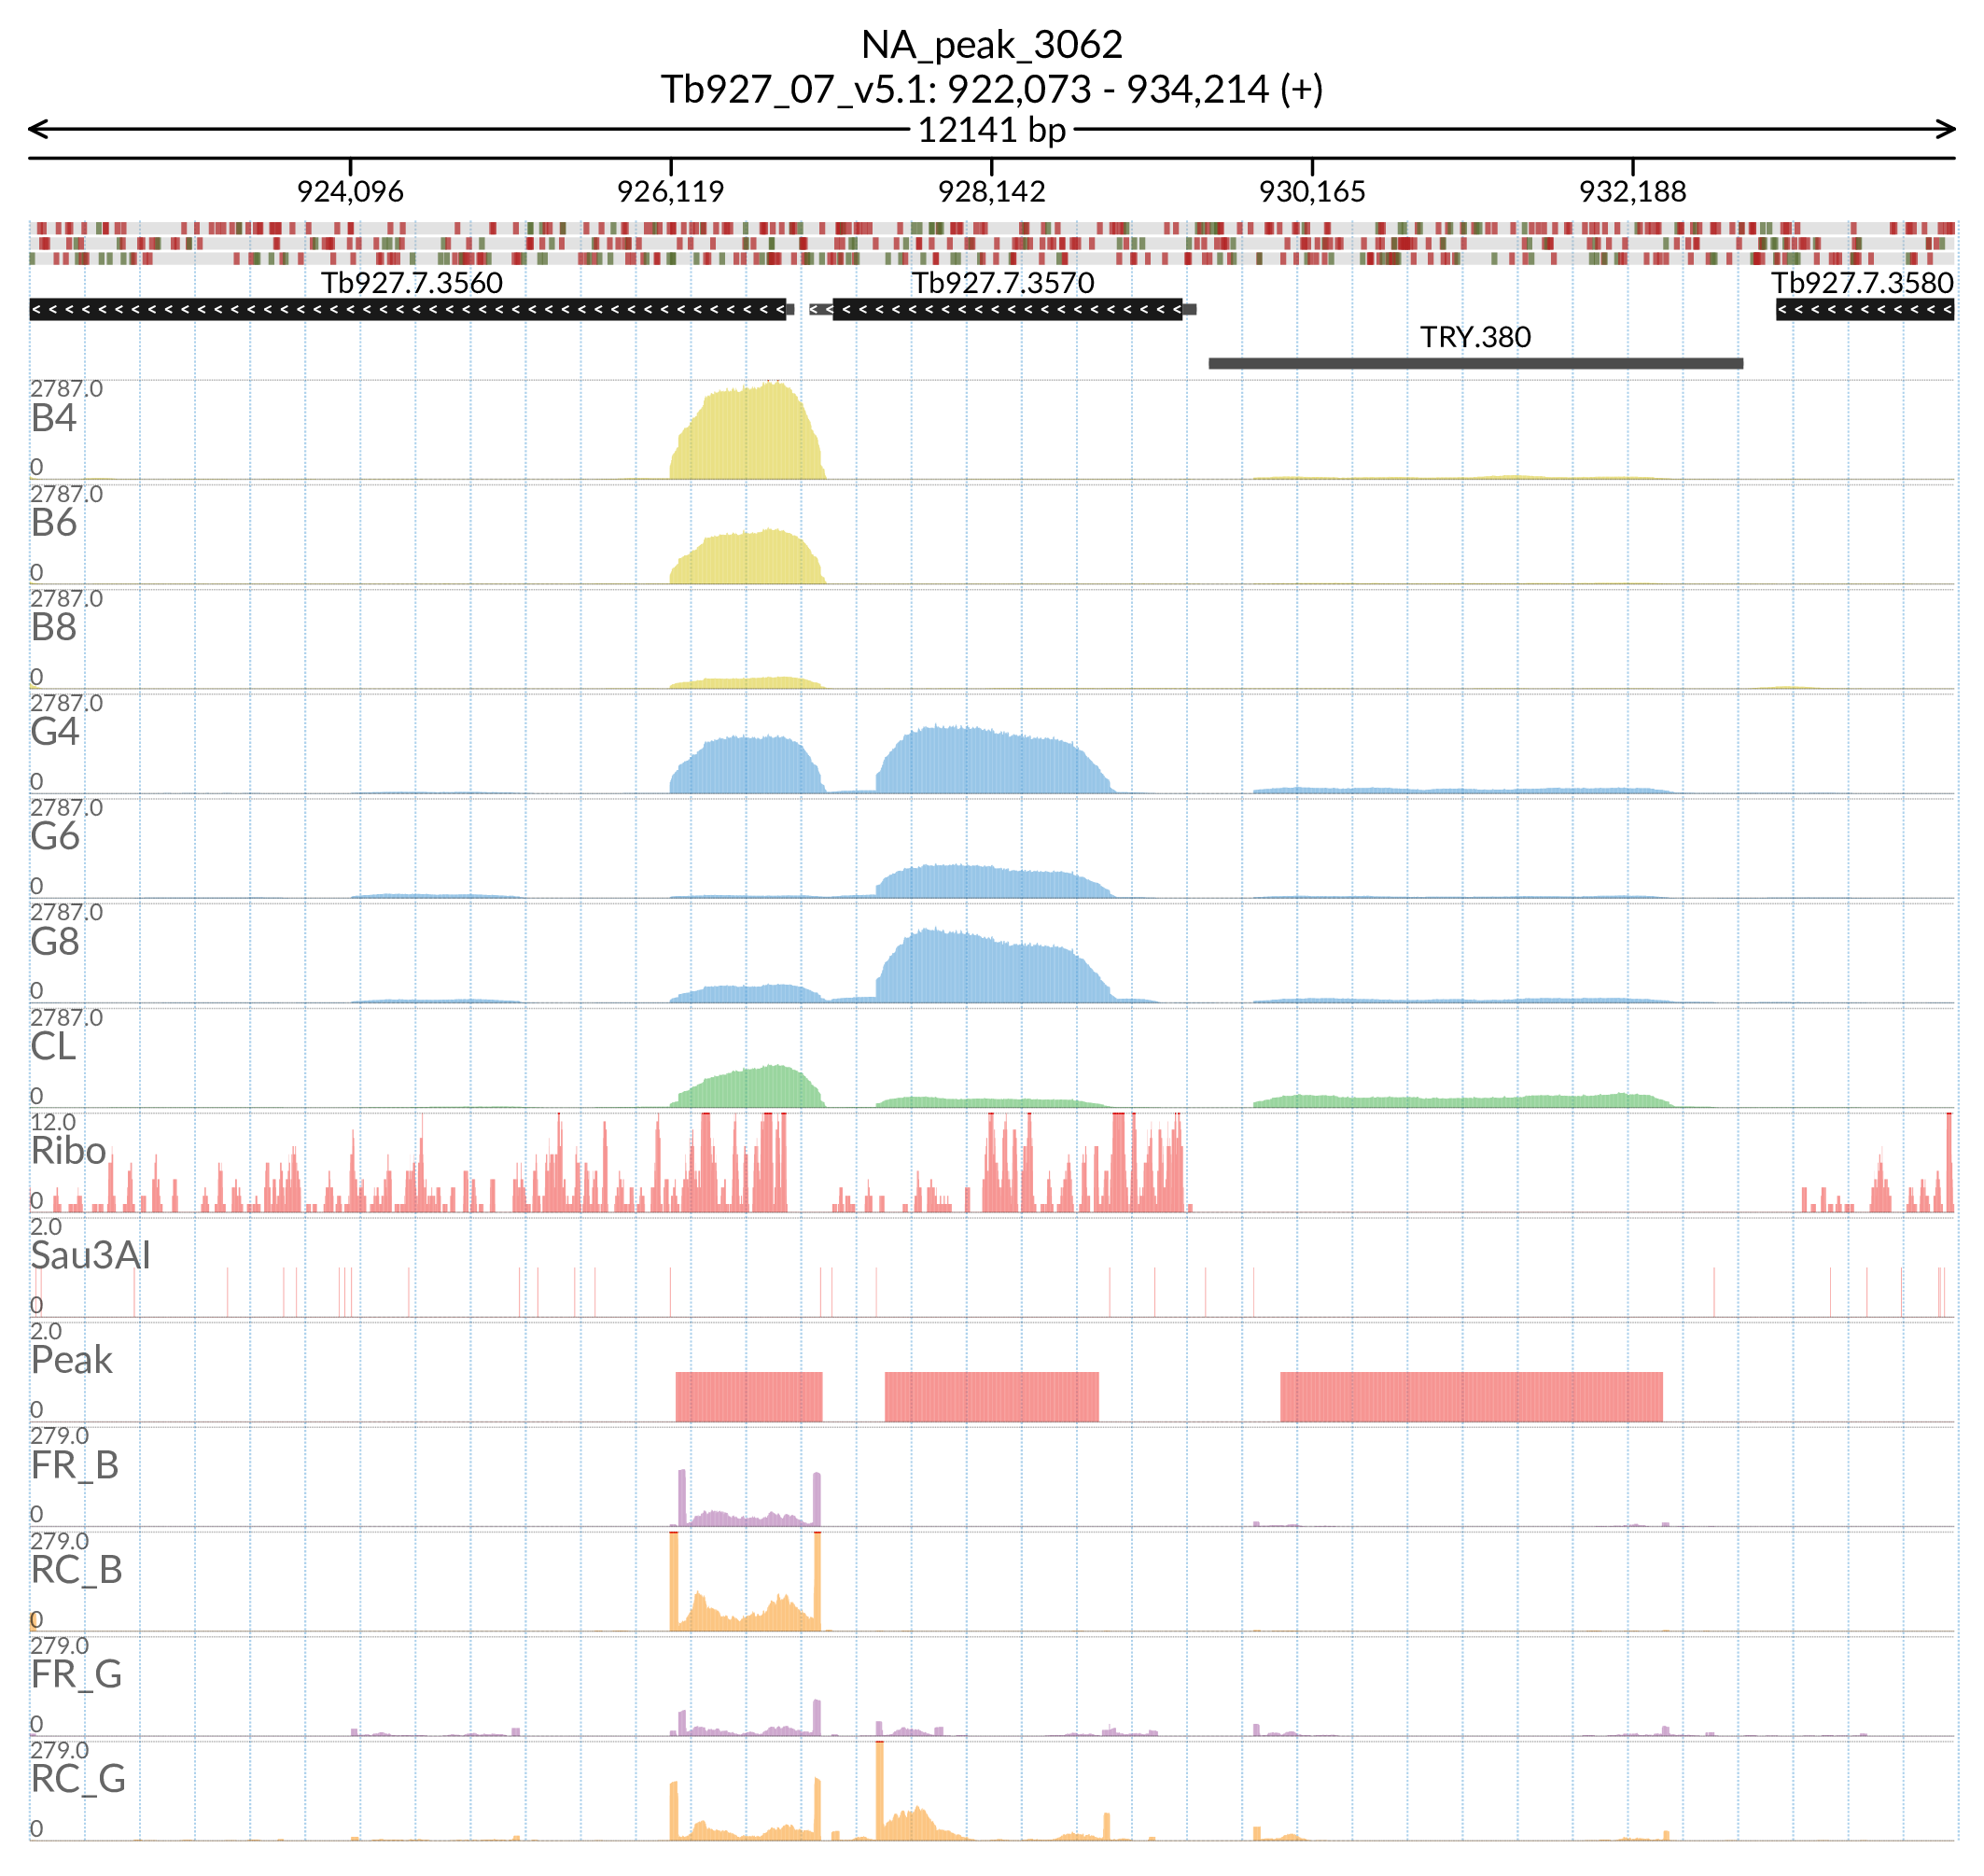 NA_peak_3062
Tb927_07_v5.1: 922,073 - 934,214 (+)
12141 bp
924,096 926,119 928,142 930,165 932,188
Tb927.7.3560 Tb927.7.3570 Tb927.7.3580
TRY.380
2787.0
B4
0
2787.0
B6
0
2787.0
B8
0
2787.0
G4
0
2787.0
G6
0
2787.0
G8
0
2787.0
CL
0
12.0
Ribo
0
2.0
Sau3AI
0
2.0
Peak
0
279.0
FR_B
0
279.0
RC_B
0
279.0
FR_G
0
279.0
RC_G
0